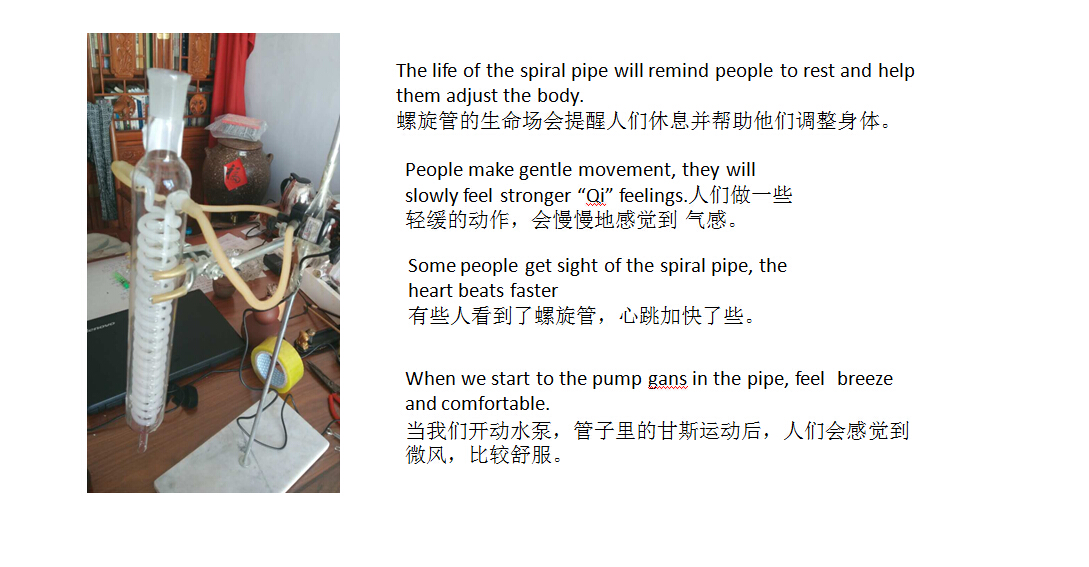 The life of the spiral pipe will remind people to rest and help
them adjust the body.
螺旋管的生命场会提醒人们休息并帮助他们调整身体。
People make gentle movement, they will
slowly feel stronger “Qi” feelings.人们做一些
轻缓的动作，会慢慢地感觉到 气感。
Some people get sight of the spiral pipe, the
heart beats faster
有些人看到了螺旋管，心跳加快了些。
When we start to the pump gans in the pipe, feel breeze
and comfortable.
当我们开动水泵，管子里的甘斯运动后，人们会感觉到
微风，比较舒服。
lenovo